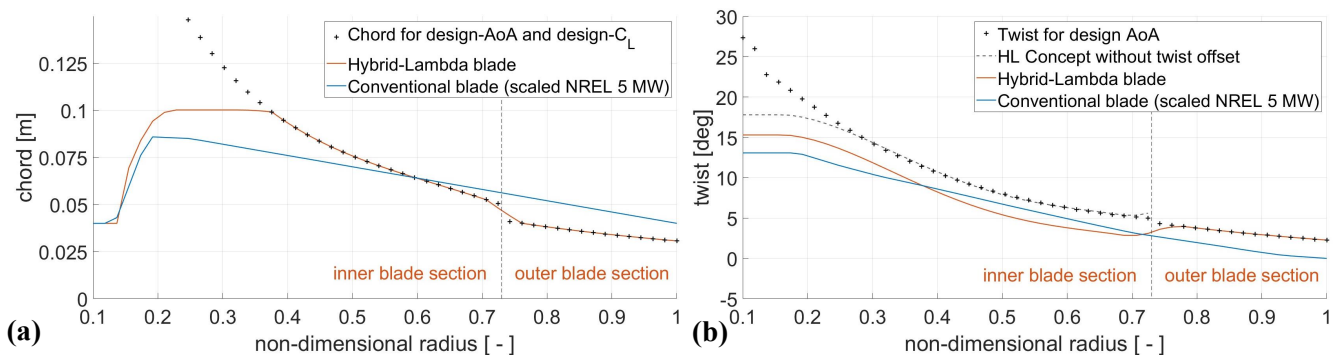 Chord for design-AoA and design-C_L
Hybrid-Lambda blade
Conventional blade (scaled NREL 5 MW)
chord [m]
0.125
0.1
0.075
0.05
0.025
0
inner blade section
outer blade section
0.1 0.2 0.3 0.4 0.5 0.6 0.7 0.8 0.9 1
non-dimensional radius [ - ]
(a)
Twist for design AoA
HL Concept without twist offset
Hybrid-Lambda blade
Conventional blade (scaled NREL 5 MW)
twist [deg]
30
25
20
15
10
5
0
-5
inner blade section
outer blade section
0.1 0.2 0.3 0.4 0.5 0.6 0.7 0.8 0.9 1
non-dimensional radius [ - ]
(b)